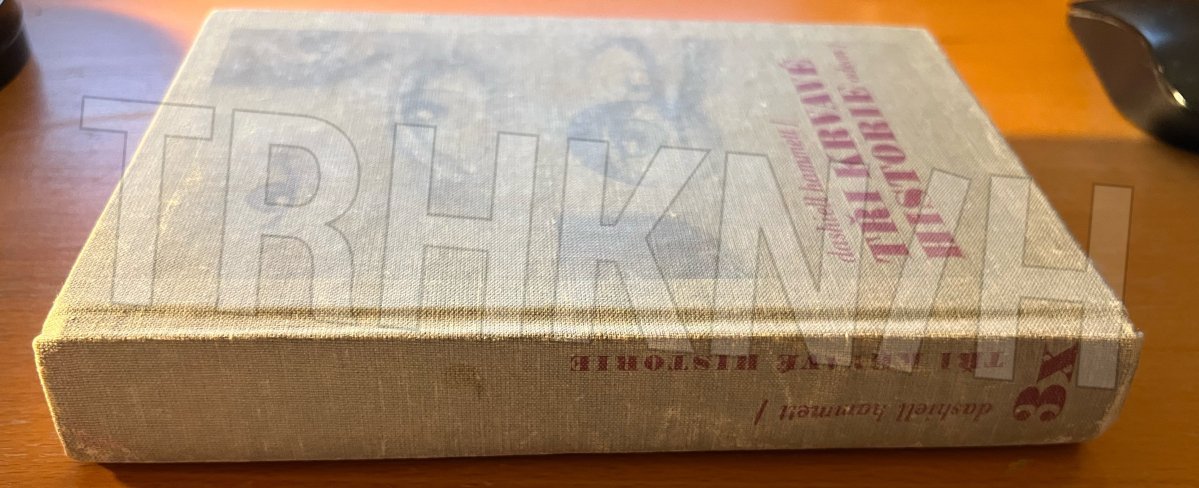 dashiell hammett /
TŘI KRVAVÉ
HISTORIE
TRHKNIH
TŘI KRVAVÉ HISTORIE
dashiell hammett /
3x